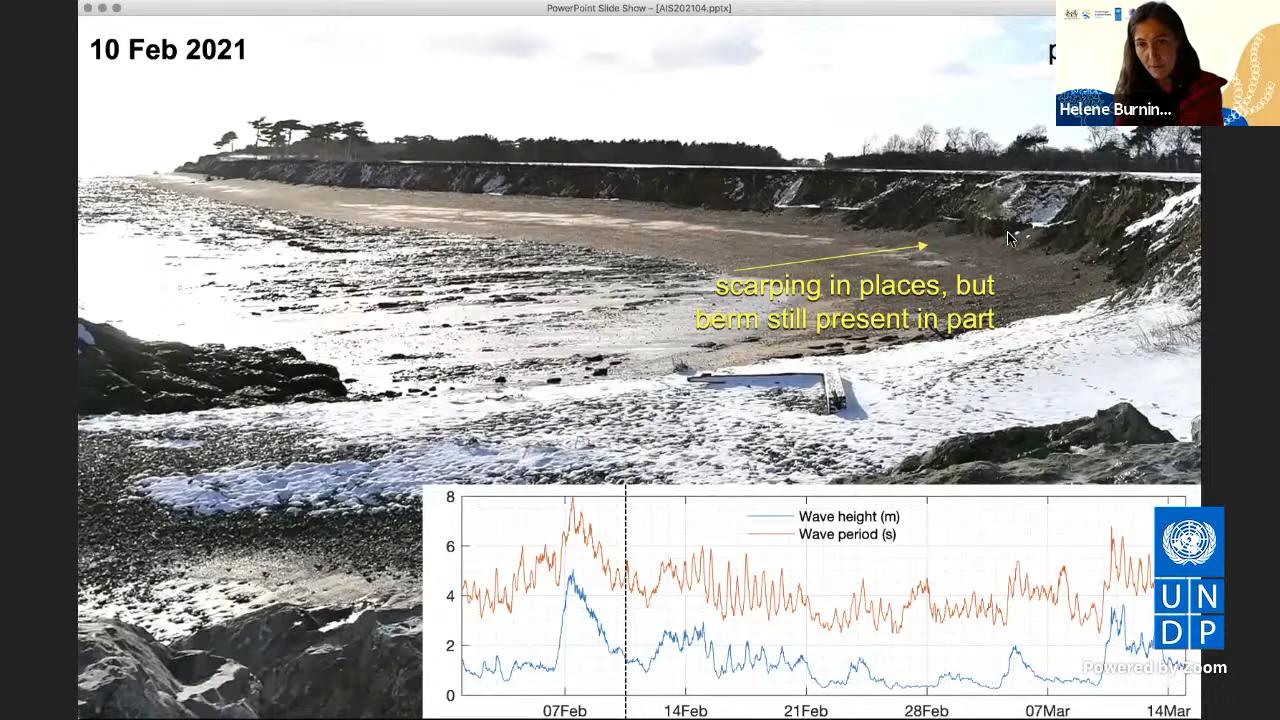 PowerPoint Slide Show – [AIS202104.pptx]
10 Feb 2021
p
Helene Burnin...
scarping in places, but
berm still present in part
8
6
4
2
0
Wave height (m)
Wave period (s)
07Feb
14Feb
21Feb
28Feb
07Mar
14Mar
U N
D P
Powered by Zoom